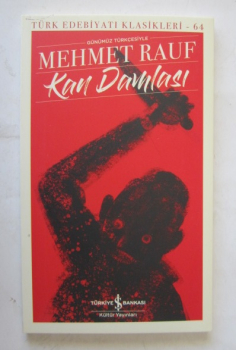 TÜRK EDEBİYATI KLASİKLERİ - 64
GÜNÜMÜZ TÜRKÇESİYLE
MEHMET RAUF
Kan Damlası
TÜRKİYE İŞ BANKASI
Kültür Yayınları